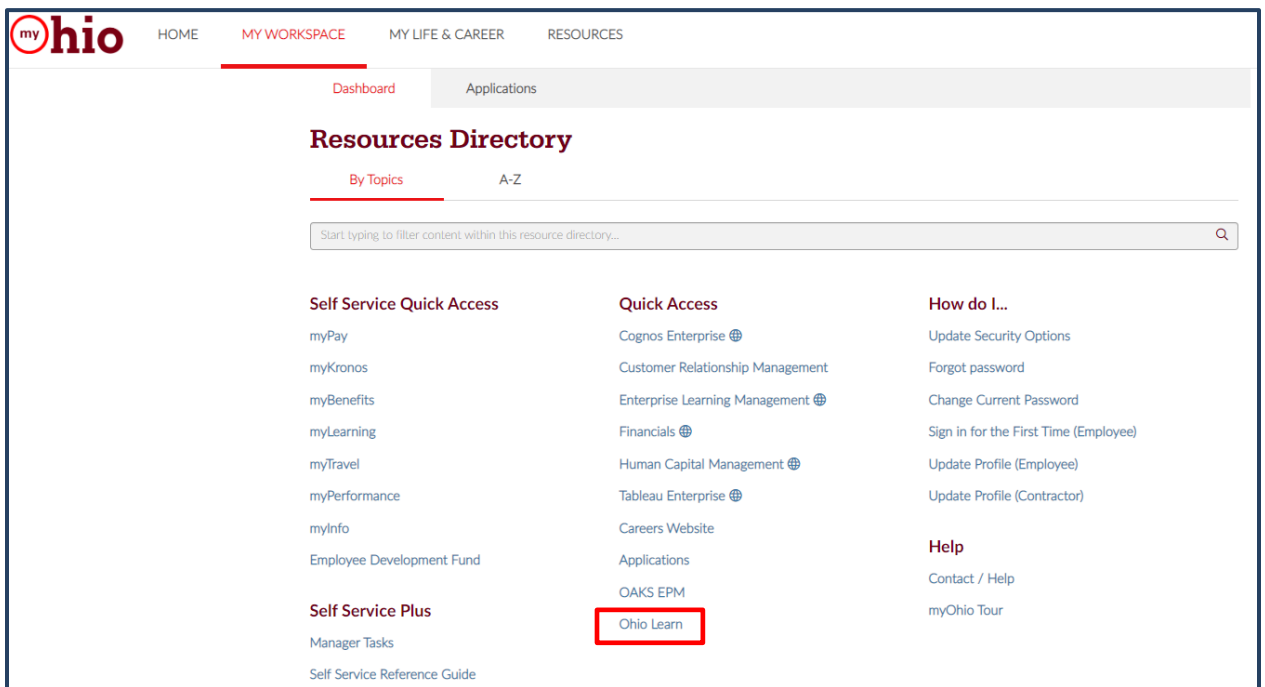 myOhio HOME MY WORKSPACE MY LIFE & CAREER RESOURCES
Dashboard Applications
Resources Directory
By Topics A-Z
Start typing to filter content within this resource directory...
Self Service Quick Access
myPay
myKronos
myBenefits
myLearning
myTravel
myPerformance
myInfo
Employee Development Fund
Self Service Plus
Manager Tasks
Self Service Reference Guide
Quick Access
Cognos Enterprise
Customer Relationship Management
Enterprise Learning Management
Financials
Human Capital Management
Tableau Enterprise
Careers Website
Applications
OAKS EPM
Ohio Learn
How do I...
Update Security Options
Forgot password
Change Current Password
Sign in for the First Time (Employee)
Update Profile (Employee)
Update Profile (Contractor)
Help
Contact / Help
myOhio Tour